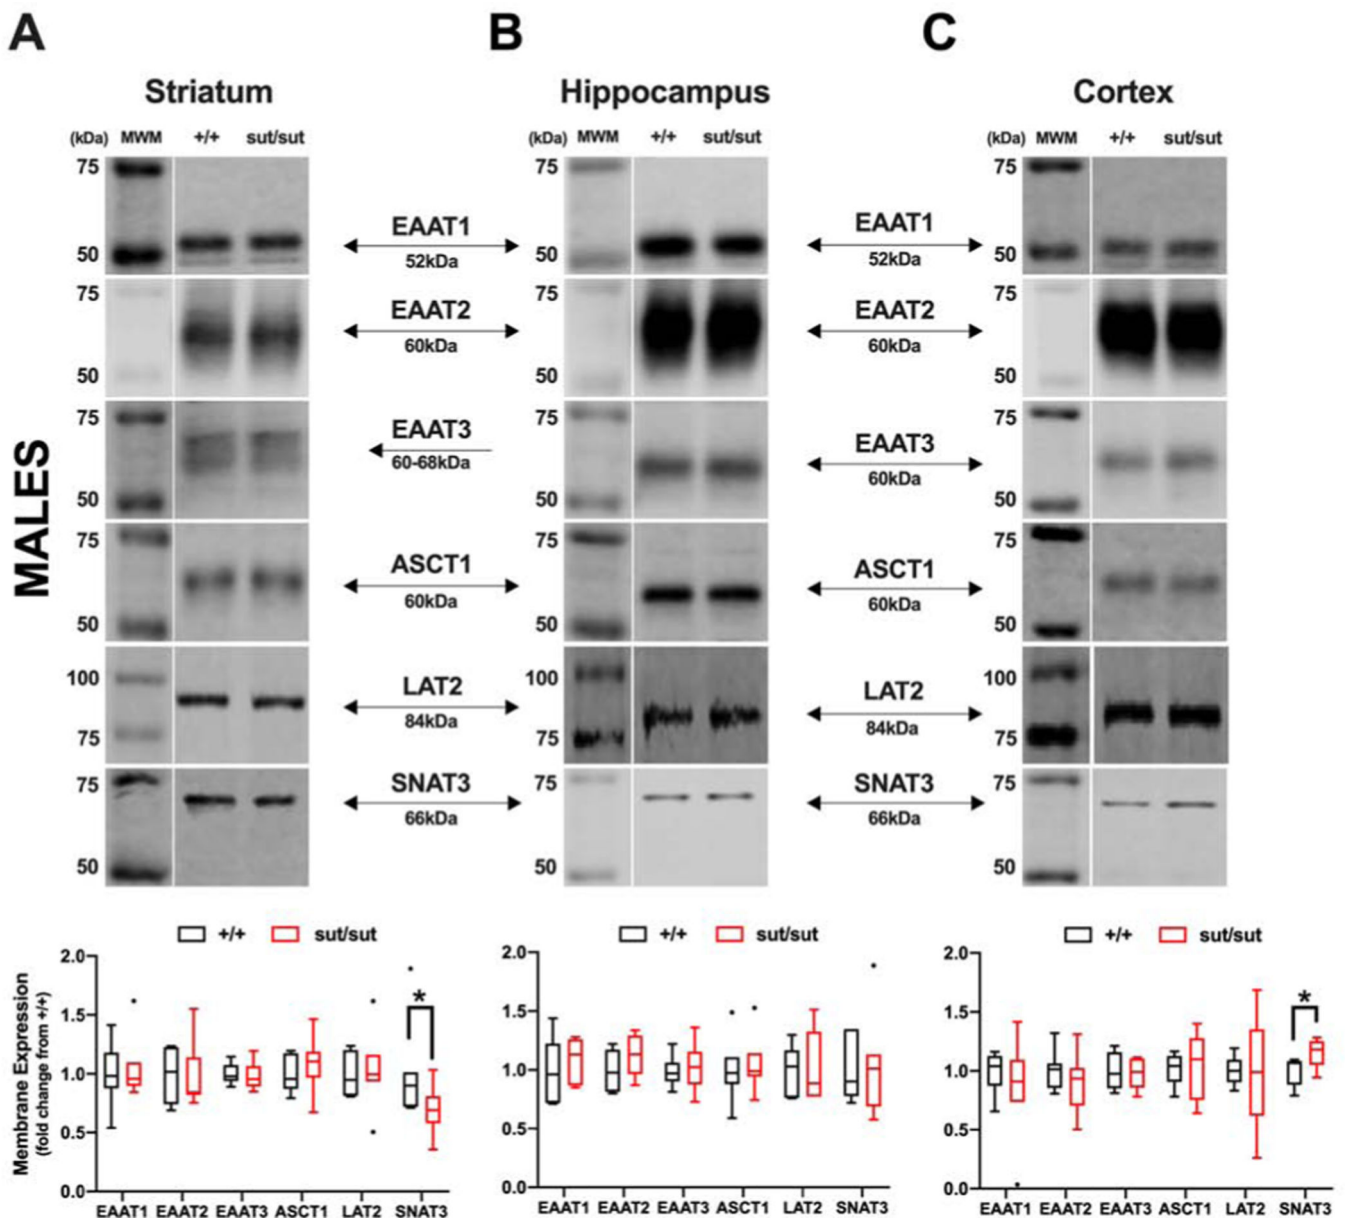 A B C
Striatum Hippocampus Cortex
(kDa) MWM +/+ sut/sut (kDa) MWM +/+ sut/sut (kDa) MWM +/+ sut/sut
75 75 75
EAAT1 EAAT1
50 52kDa 50 52kDa 50
75 75 75
EAAT2 EAAT2
60kDa 60kDa
50 50 50
75 75 75
EAAT3 EAAT3
60-68kDa 60kDa
50 50 50
MALES
75 75 75
ASCT1 ASCT1
60kDa 60kDa
50 50 50
100 100 100
LAT2 LAT2
84kDa 84kDa
75 75 75
75 SNAT3 75 SNAT3 75
66kDa 66kDa
50 50 50
+/+ sut/sut +/+ sut/sut +/+ sut/sut
Membrane Expression
(fold change from +/+)
2.0 2.0 2.0
* *
1.5 1.5 1.5
1.0 1.0 1.0
0.5 0.5 0.5
0.0 0.0 0.0
EAAT1 EAAT2 EAAT3 ASCT1 LAT2 SNAT3 EAAT1 EAAT2 EAAT3 ASCT1 LAT2 SNAT3 EAAT1 EAAT2 EAAT3 ASCT1 LAT2 SNAT3